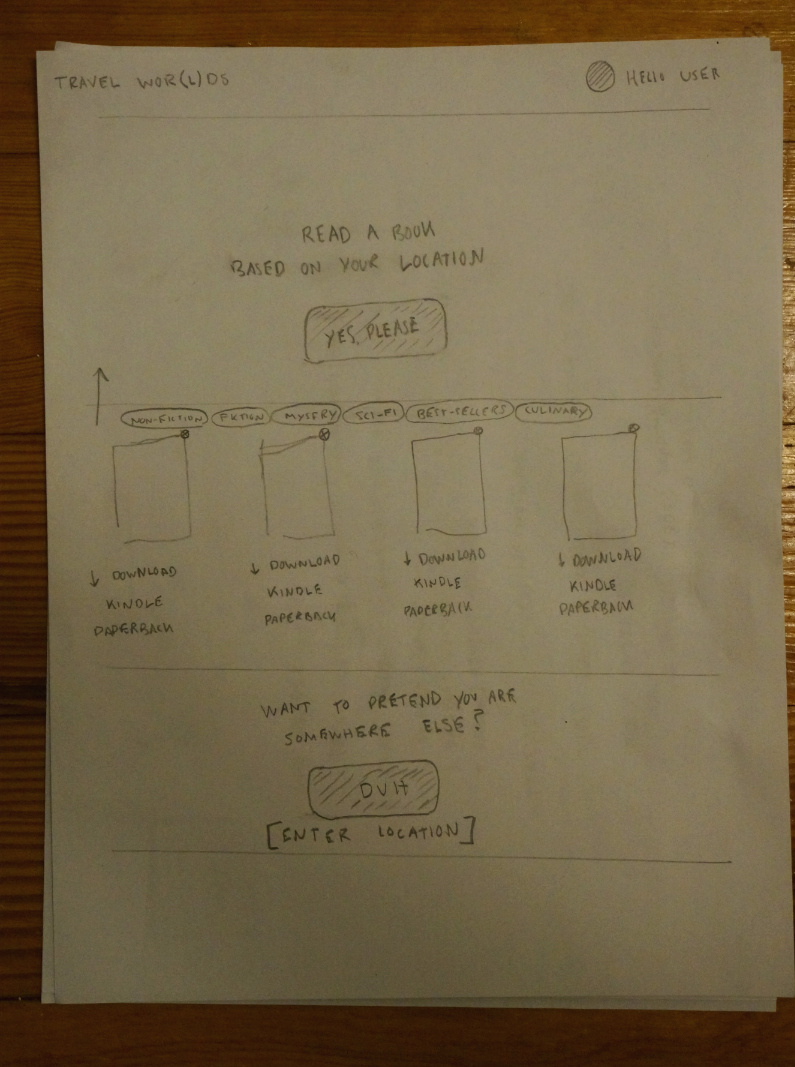 TRAVEL WOR(L)DS
HELLO USER
READ A BOOK
BASED ON YOUR LOCATION
YES, PLEASE
NON-FICTION FICTION MYSERY SCI-FI BEST-SELLERS CULINARY
↓ DOWNLOAD
KINDLE
PAPERBACK
↓ DOWNLOAD
KINDLE
PAPERBACK
↓ DOWNLOAD
KINDLE
PAPERBACK
↓ DOWNLOAD
KINDLE
PAPERBACK
WANT TO PRETEND YOU ARE
SOMEWHERE ELSE?
[ENTER LOCATION]